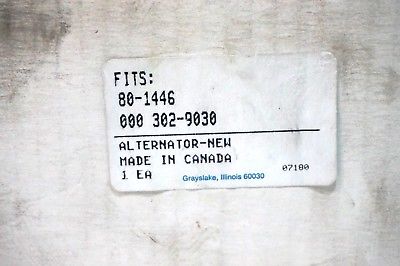 FITS:
80-1446
000 302-9030
ALTERNATOR-NEW
MADE IN CANADA
1 EA
Grayslake, Illinois 60030
07180